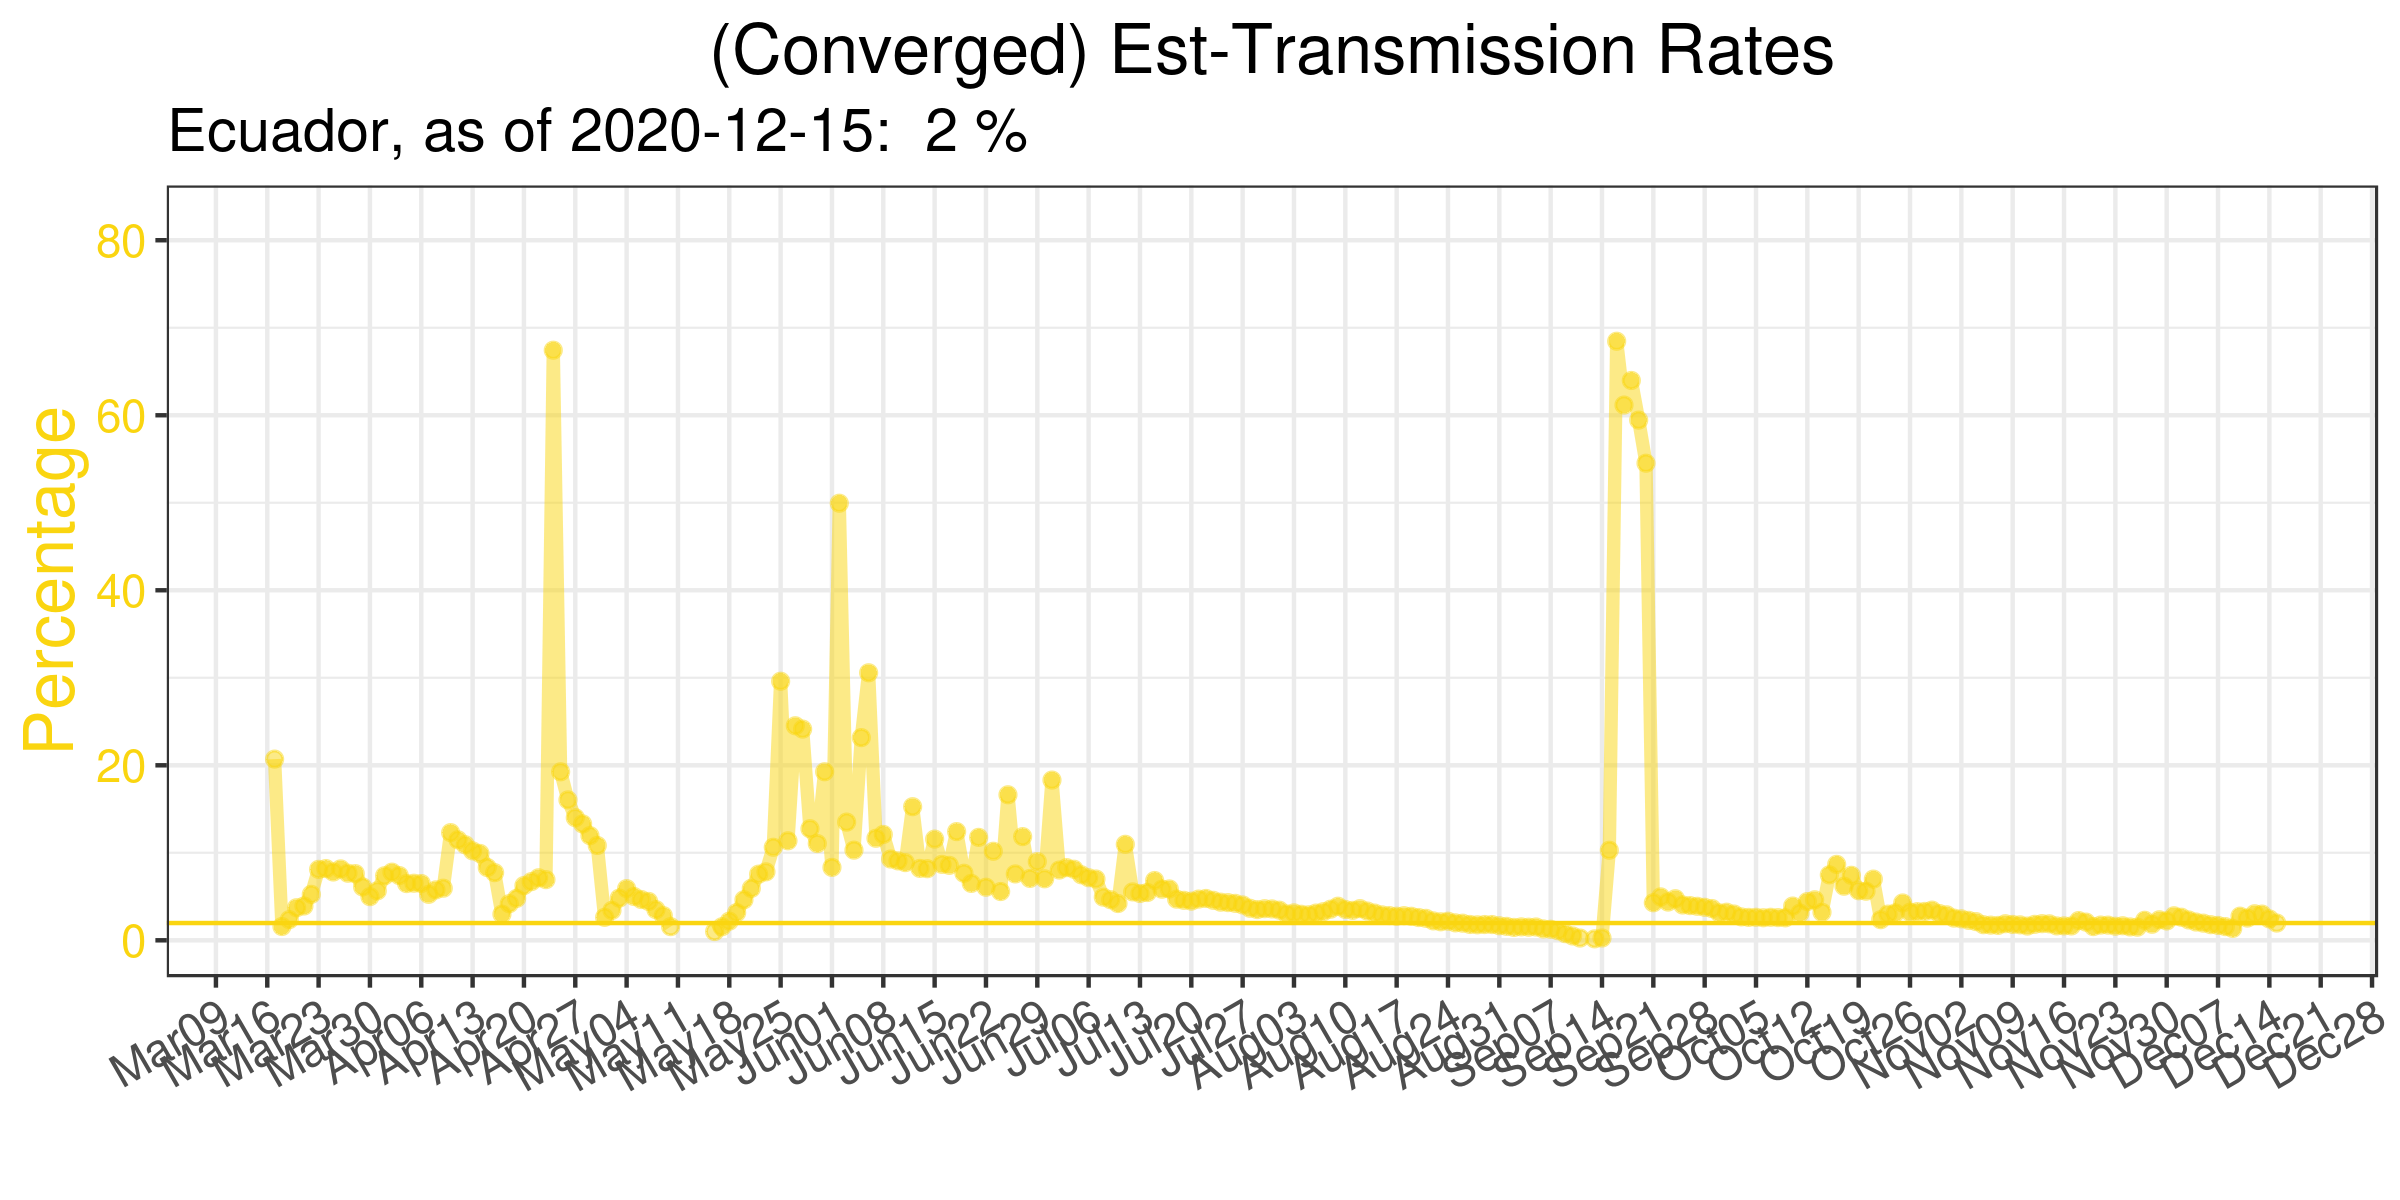 (Converged) Est-Transmission Rates
Ecuador, as of 2020-12-15:  2 %
Percentage
80
60
40
20
0
Mar09
Mar16
Mar23
Mar30
Apr06
Apr13
Apr20
Apr27
May04
May11
May18
May25
Jun01
Jun08
Jun15
Jun22
Jun29
Jul06
Jul13
Jul20
Jul27
Aug03
Aug10
Aug17
Aug24
Aug31
Sep07
Sep14
Sep21
Sep28
Oct05
Oct12
Oct19
Oct26
Nov02
Nov09
Nov16
Nov23
Nov30
Dec07
Dec14
Dec21
Dec28